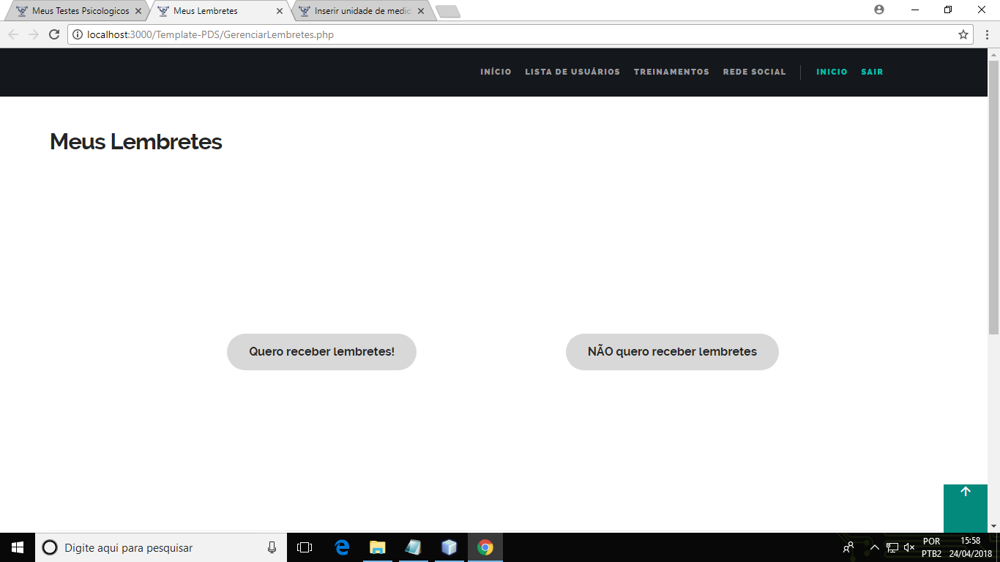 Meus Testes Psicologicos
Meus Lembretes
Inserir unidade de medid
localhost:3000/Template-PDS/GerenciarLembretes.php
INÍCIO LISTA DE USUÁRIOS TREINAMENTOS REDE SOCIAL INICIO SAIR
Meus Lembretes
Quero receber lembretes! NÃO quero receber lembretes
Digite aqui para pesquisar
POR 15:58
PTB2 24/04/2018